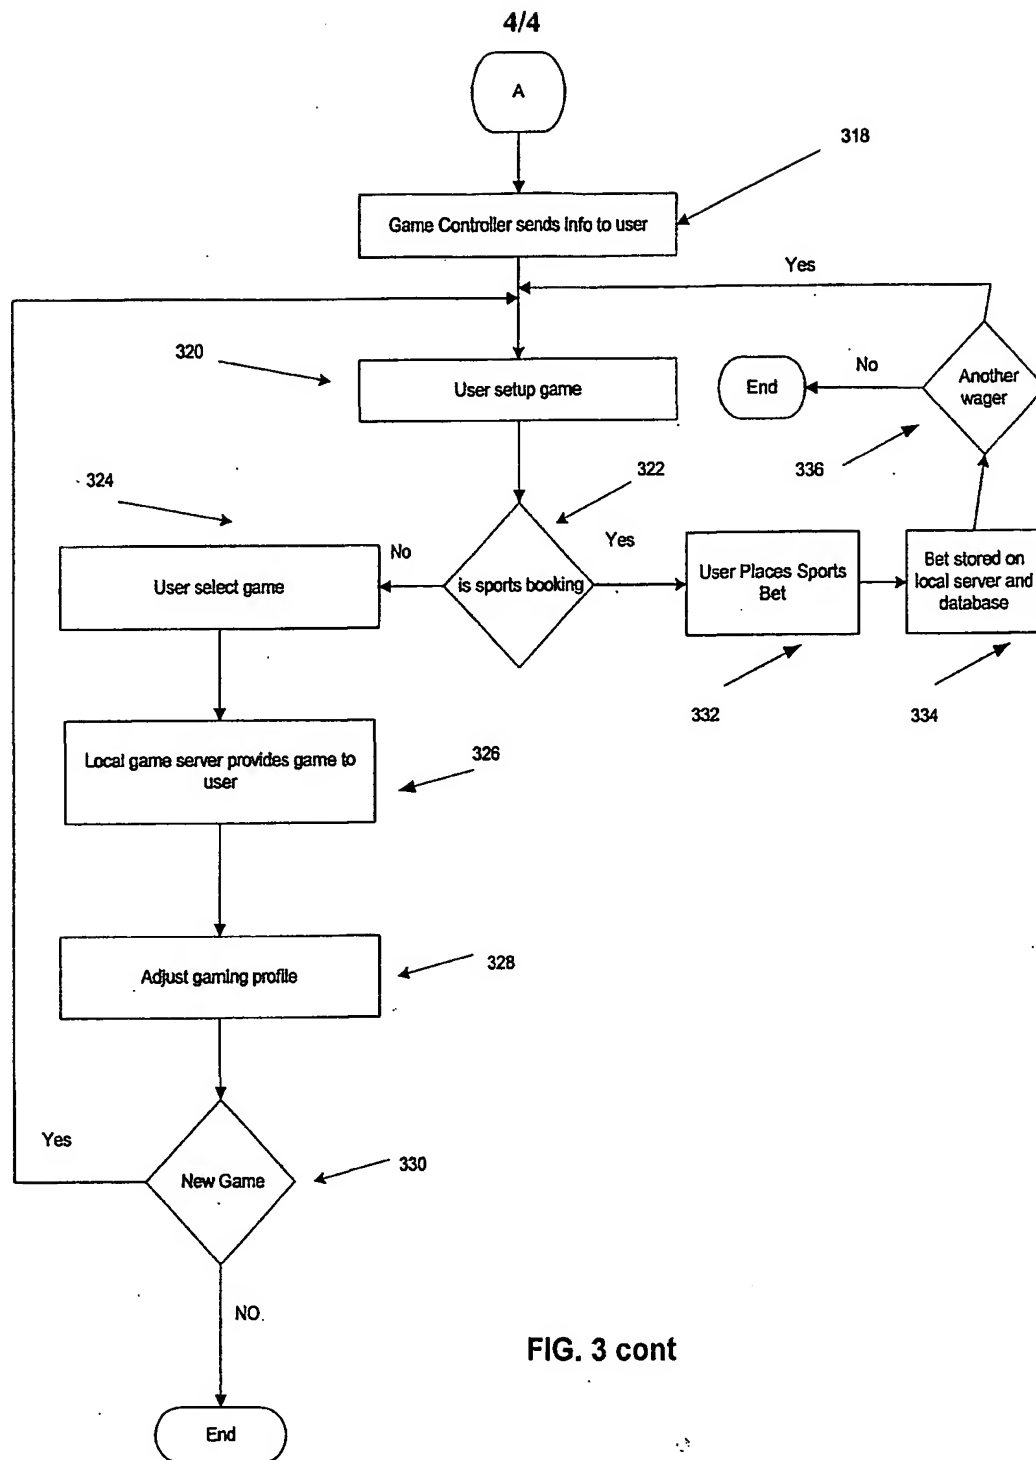 4/4
A
318
Game Controller sends info to user
Yes
320
User setup game
End
No
Another
wager
336
324
322
No
Yes
User select game
is sports booking
User Places Sports
Bet
Bet stored on
local server and
database
332
334
Local game server provides game to
user
326
Adjust gaming profile
328
Yes
New Game
330
NO
FIG. 3 cont
End